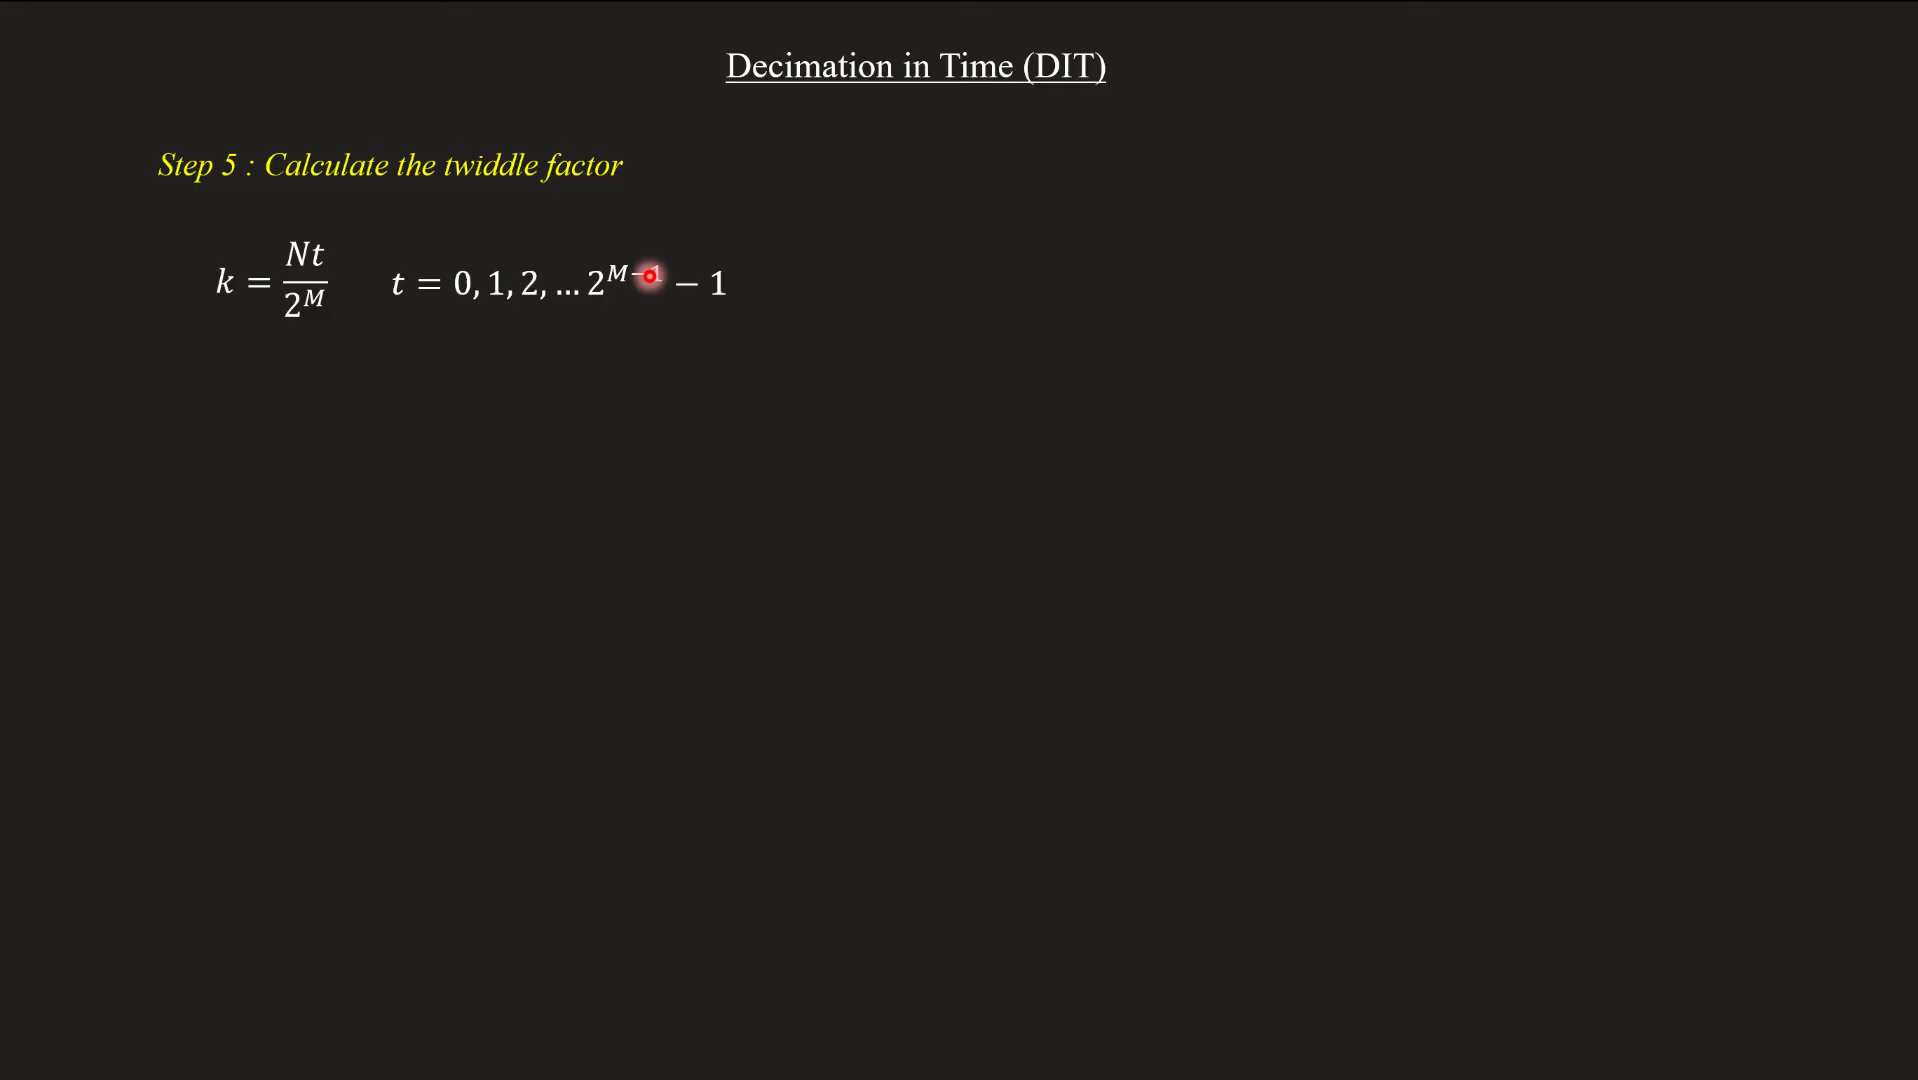 Decimation in Time (DIT)
Step 5 : Calculate the twiddle factor
k = Nt/2^M    t = 0, 1, 2, … 2^{M−1} − 1